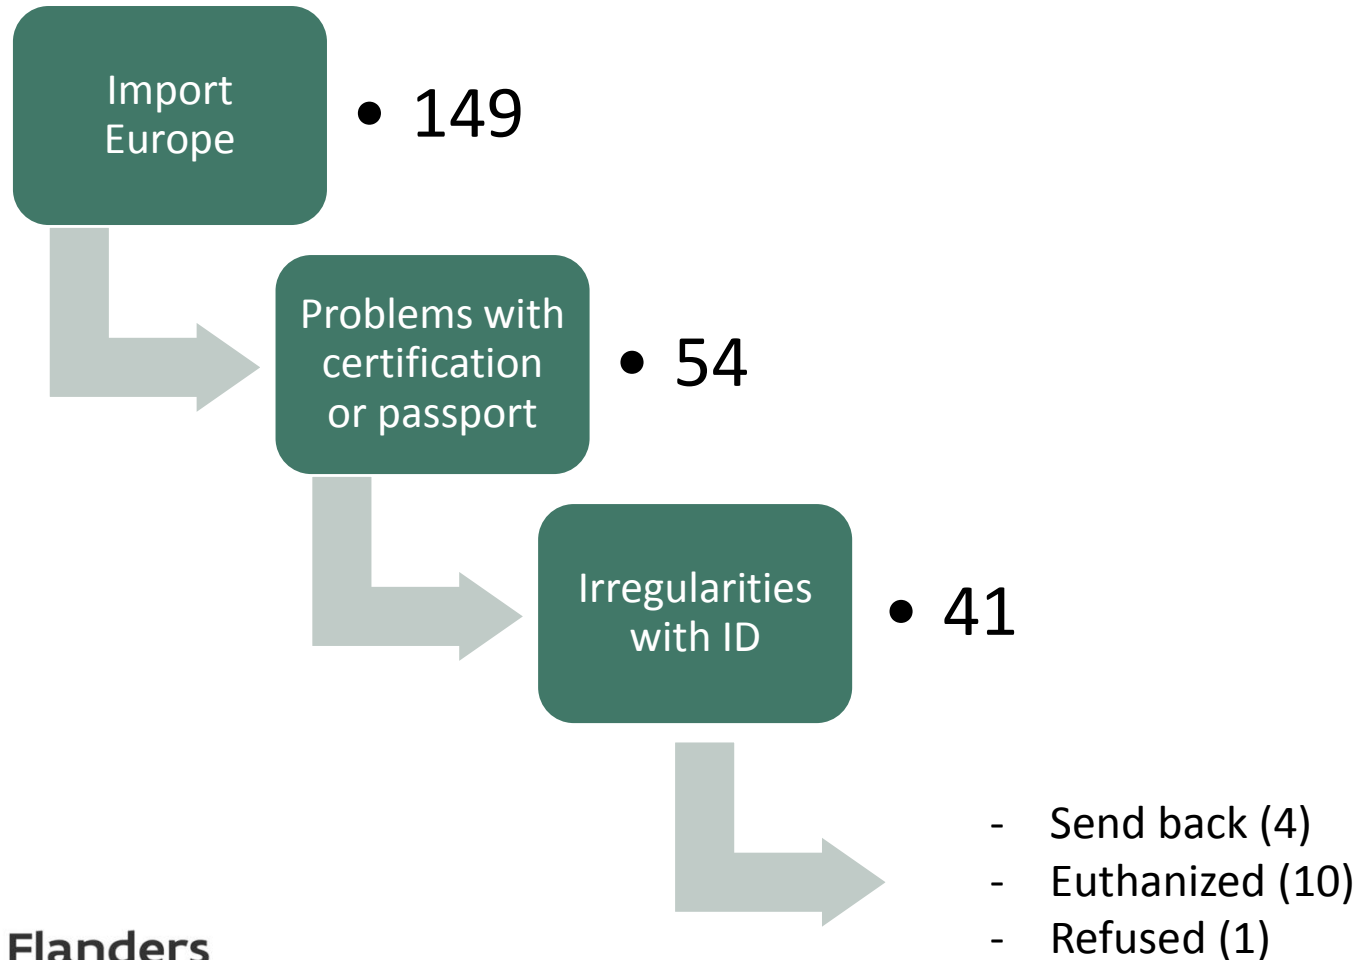 Import
Europe
• 149
Problems with
certification
or passport
• 54
Irregularities
with ID
• 41
- Send back (4)
- Euthanized (10)
- Refused (1)
Flanders